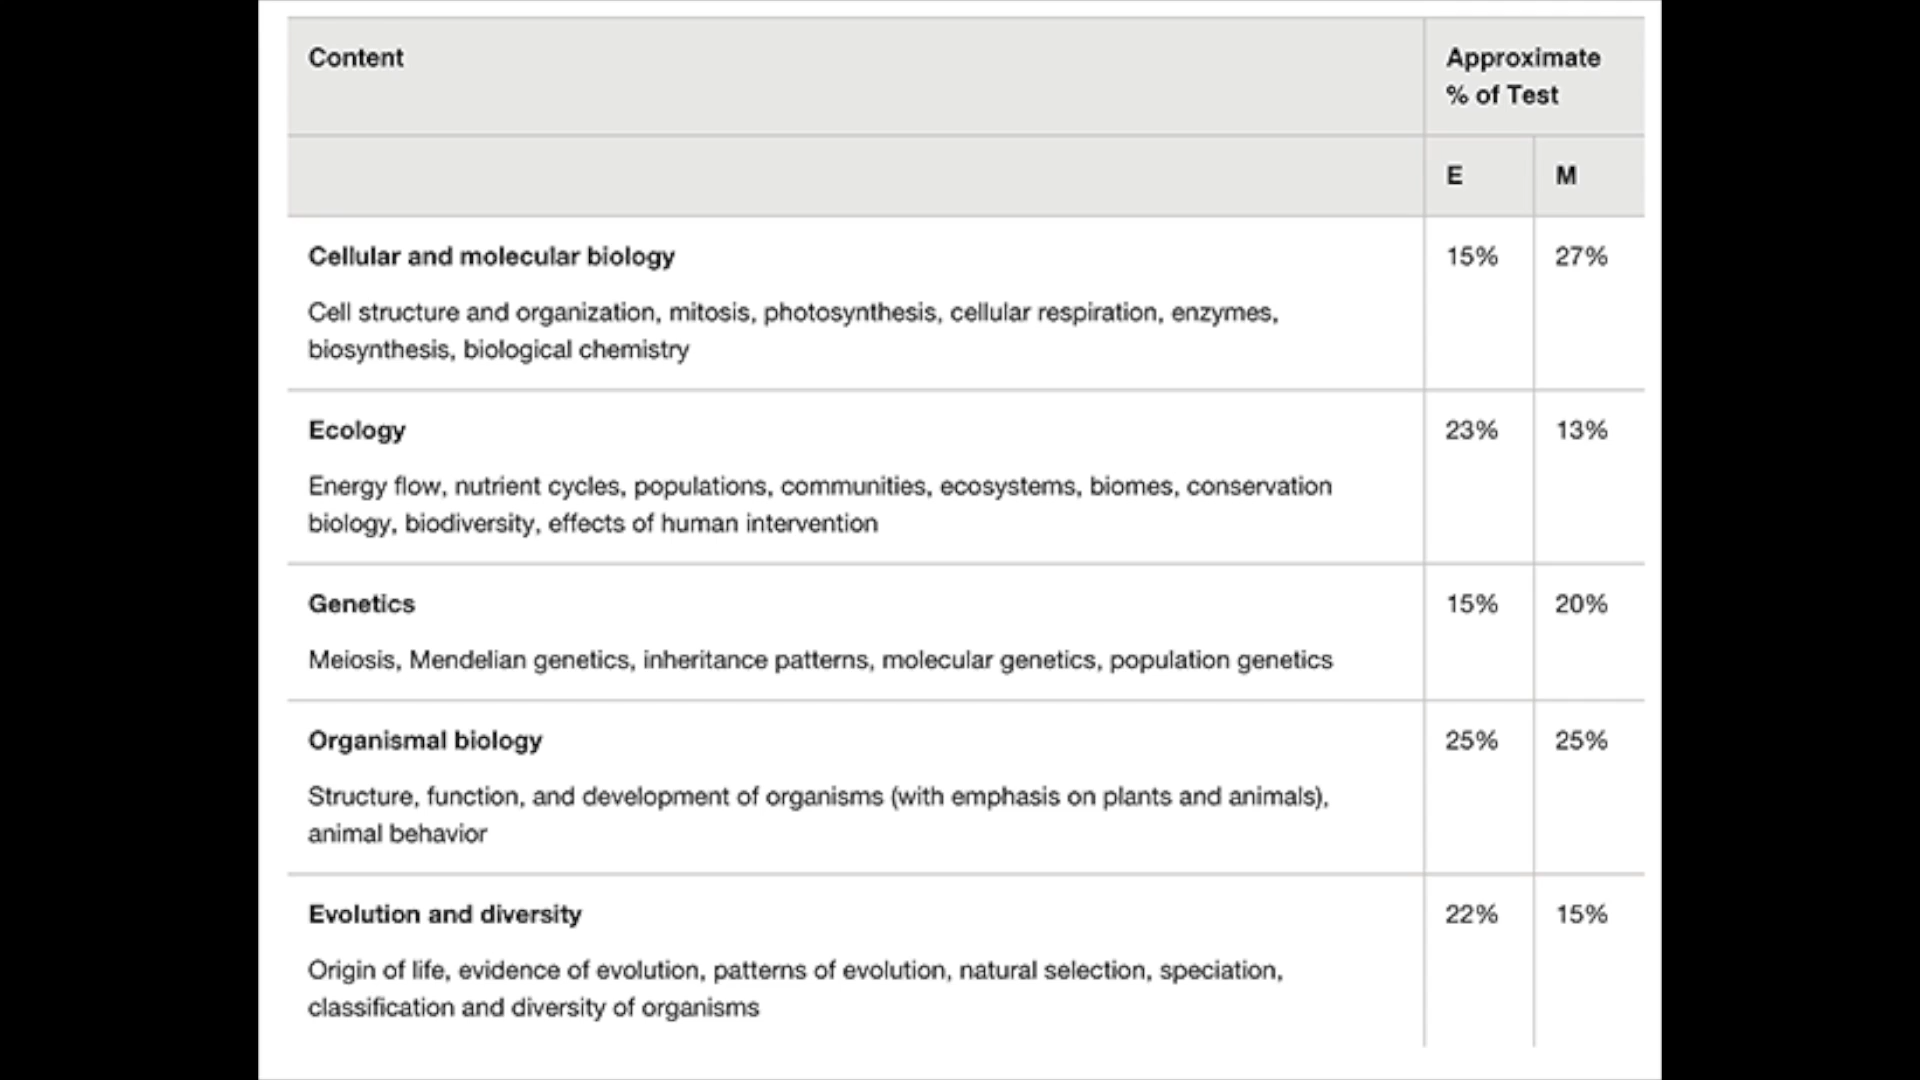 Content
Approximate
% of Test
E
M
Cellular and molecular biology
15%
27%
Cell structure and organization, mitosis, photosynthesis, cellular respiration, enzymes,
biosynthesis, biological chemistry
Ecology
23%
13%
Energy flow, nutrient cycles, populations, communities, ecosystems, biomes, conservation
biology, biodiversity, effects of human intervention
Genetics
15%
20%
Meiosis, Mendelian genetics, inheritance patterns, molecular genetics, population genetics
Organismal biology
25%
25%
Structure, function, and development of organisms (with emphasis on plants and animals),
animal behavior
Evolution and diversity
22%
15%
Origin of life, evidence of evolution, patterns of evolution, natural selection, speciation,
classification and diversity of organisms